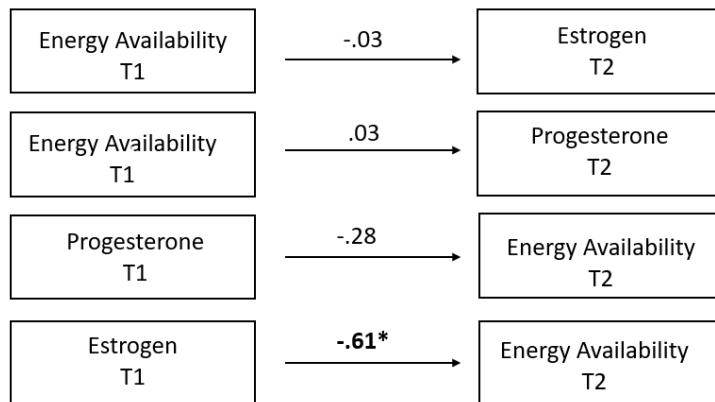 Energy Availability
T1
-.03
Estrogen
T2
Energy Availability
T1
.03
Progesterone
T2
Progesterone
T1
-.28
Energy Availability
T2
Estrogen
T1
-.61*
Energy Availability
T2